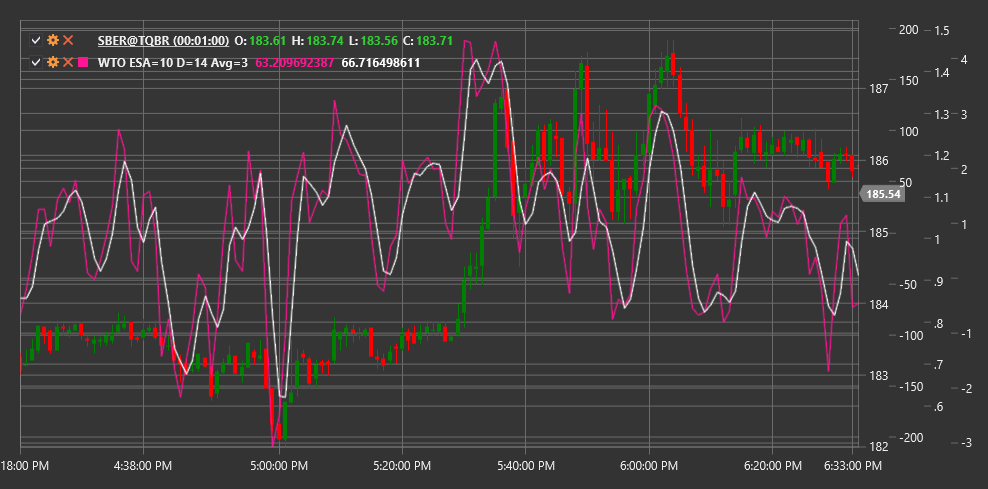 SBER@TQBR (00:01:00) O: 183.61 H: 183.74 L: 183.56 C: 183.71
WTO ESA=10 D=14 Avg=3 63.209692387 66.716498611
200 1.5
150 1.4 4
187
100 1.3 3
186 1.2 2
50
185.54 1.1 1
185 1
-50 .9
184
-100 .8 -1
183 .7
-150 .6 -2
-200
182 -3
18:00 PM 4:38:00 PM 5:00:00 PM 5:20:00 PM 5:40:00 PM 6:00:00 PM 6:20:00 PM 6:33:00 PM